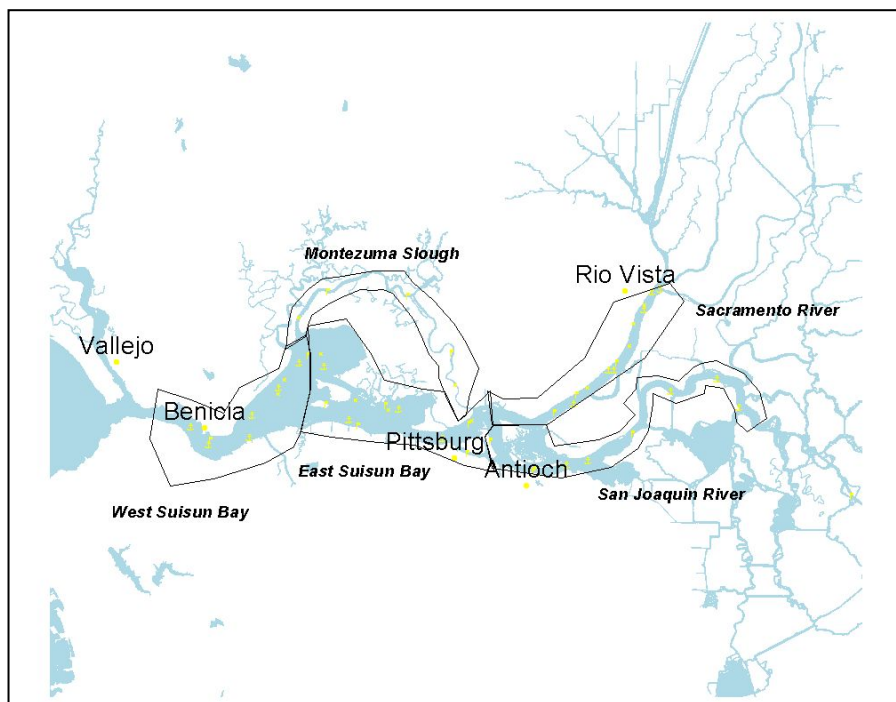 Montezuma Slough
Rio Vista
Sacramento River
Vallejo
Benicia
Pittsburg
East Suisun Bay
Antioch
San Joaquin River
West Suisun Bay